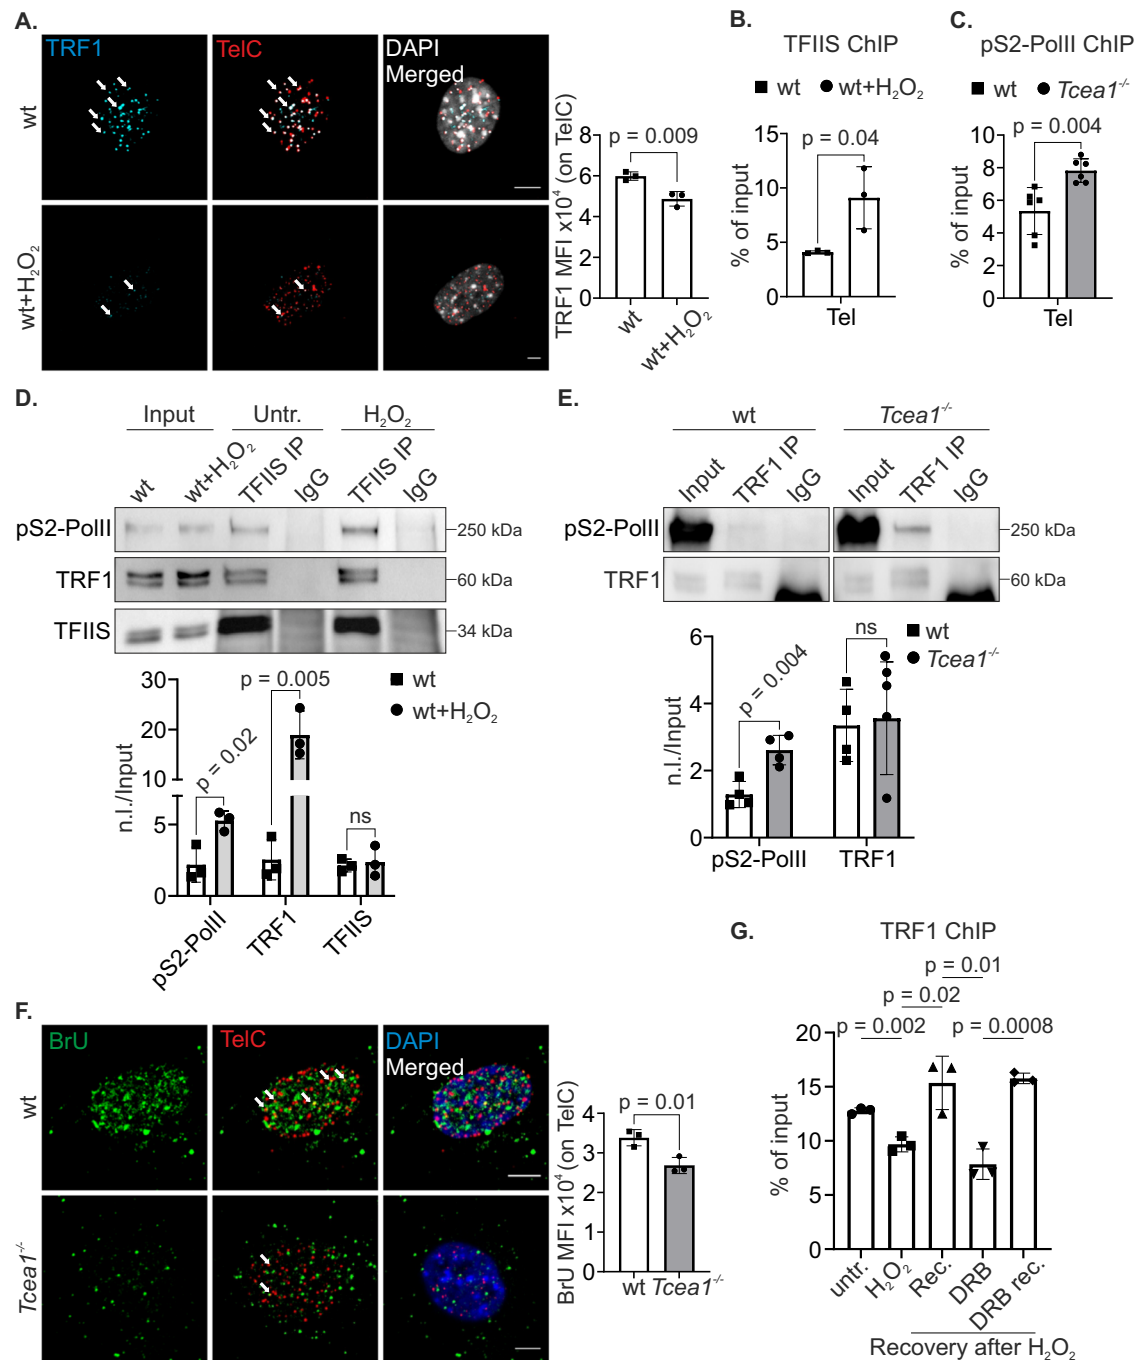 A.
TRF1
TelC
DAPI
Merged
wt
wt+H₂O₂
TRF1 MFI x10⁴ (on TelC)
p = 0.009
8
6
4
2
0
wt
wt+H₂O₂
B.
TFIIS ChIP
wt
wt+H₂O₂
% of input
p = 0.04
15
10
5
0
Tel
C.
pS2-PolII ChIP
wt
Tcea1⁻/⁻
% of input
p = 0.004
10
8
6
4
2
0
Tel
D.
Input
Untr.
H₂O₂
wt
wt+H₂O₂
TFIIS IP
IgG
TFIIS IP
IgG
pS2-PolII
250 kDa
TRF1
60 kDa
TFIIS
34 kDa
n.l./Input
30
20
10
5
0
p = 0.02
p = 0.005
ns
wt
wt+H₂O₂
pS2-PolII
TRF1
TFIIS
E.
wt
Tcea1⁻/⁻
Input
TRF1 IP
IgG
Input
TRF1 IP
IgG
pS2-PolII
250 kDa
TRF1
60 kDa
n.l./Input
6
4
2
0
p = 0.004
ns
wt
Tcea1⁻/⁻
pS2-PolII
TRF1
F.
BrU
TelC
DAPI
Merged
wt
Tcea1⁻/⁻
BrU MFI x10⁴ (on TelC)
p = 0.01
4
3
2
1
0
wt
Tcea1⁻/⁻
G.
TRF1 ChIP
p = 0.01
p = 0.02
p = 0.002
p = 0.0008
% of input
20
15
10
5
0
untr.
H₂O₂
Rec.
DRB
DRB rec.
Recovery after H₂O₂